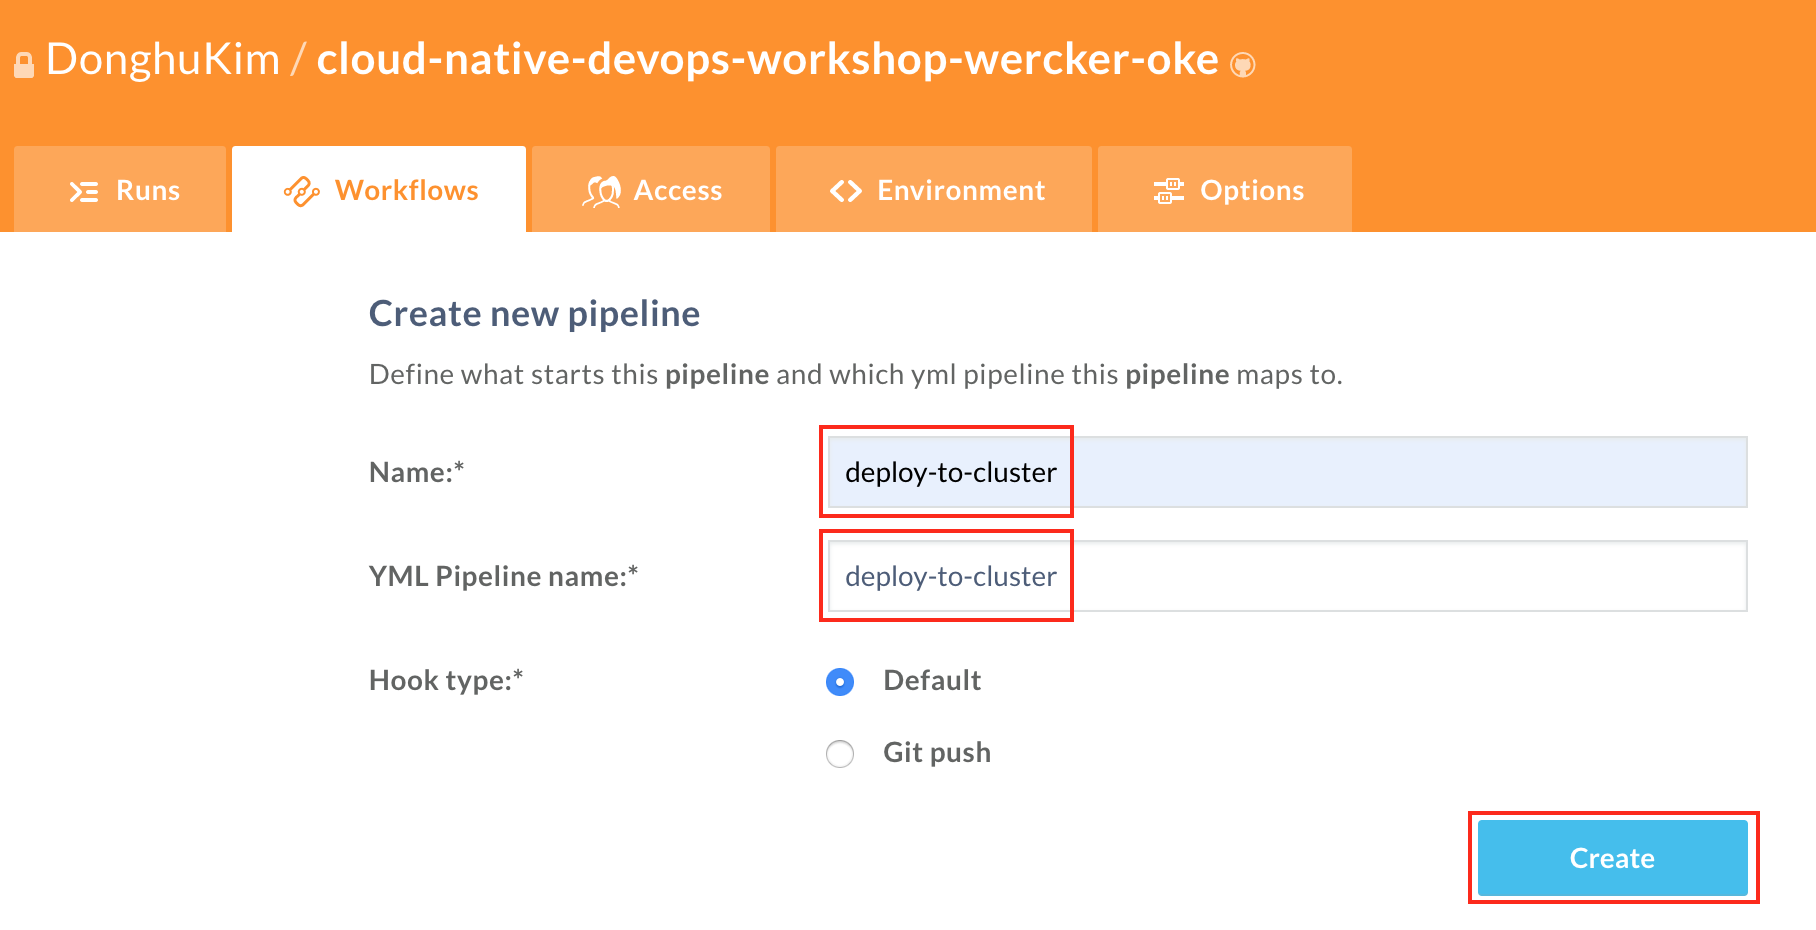 DonghuKim / cloud-native-devops-workshop-wercker-oke
Runs Workflows Access Environment Options
Create new pipeline
Define what starts this pipeline and which yml pipeline this pipeline maps to.
Name:* deploy-to-cluster
YML Pipeline name:* deploy-to-cluster
Hook type:* Default
Git push
Create